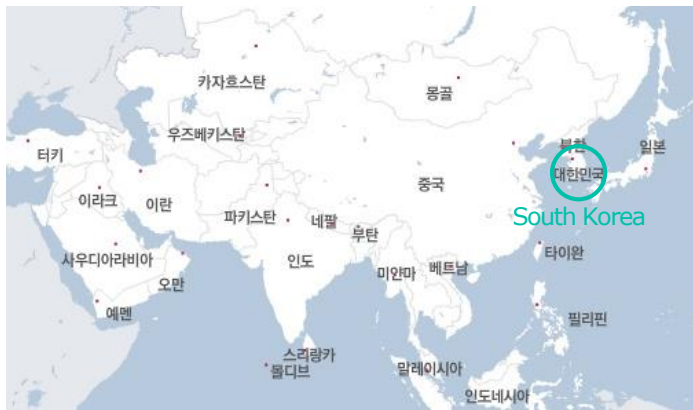 카자흐스탄
몽골
우즈베키스탄
북한
일본
터키
대한민국
중국
이라크
이란
파키스탄
네팔
South Korea
부탄
사우디아라비아
인도
미얀마
베트남
타이완
오만
예멘
필리핀
스리랑카
몰디브
말레이시아
인도네시아